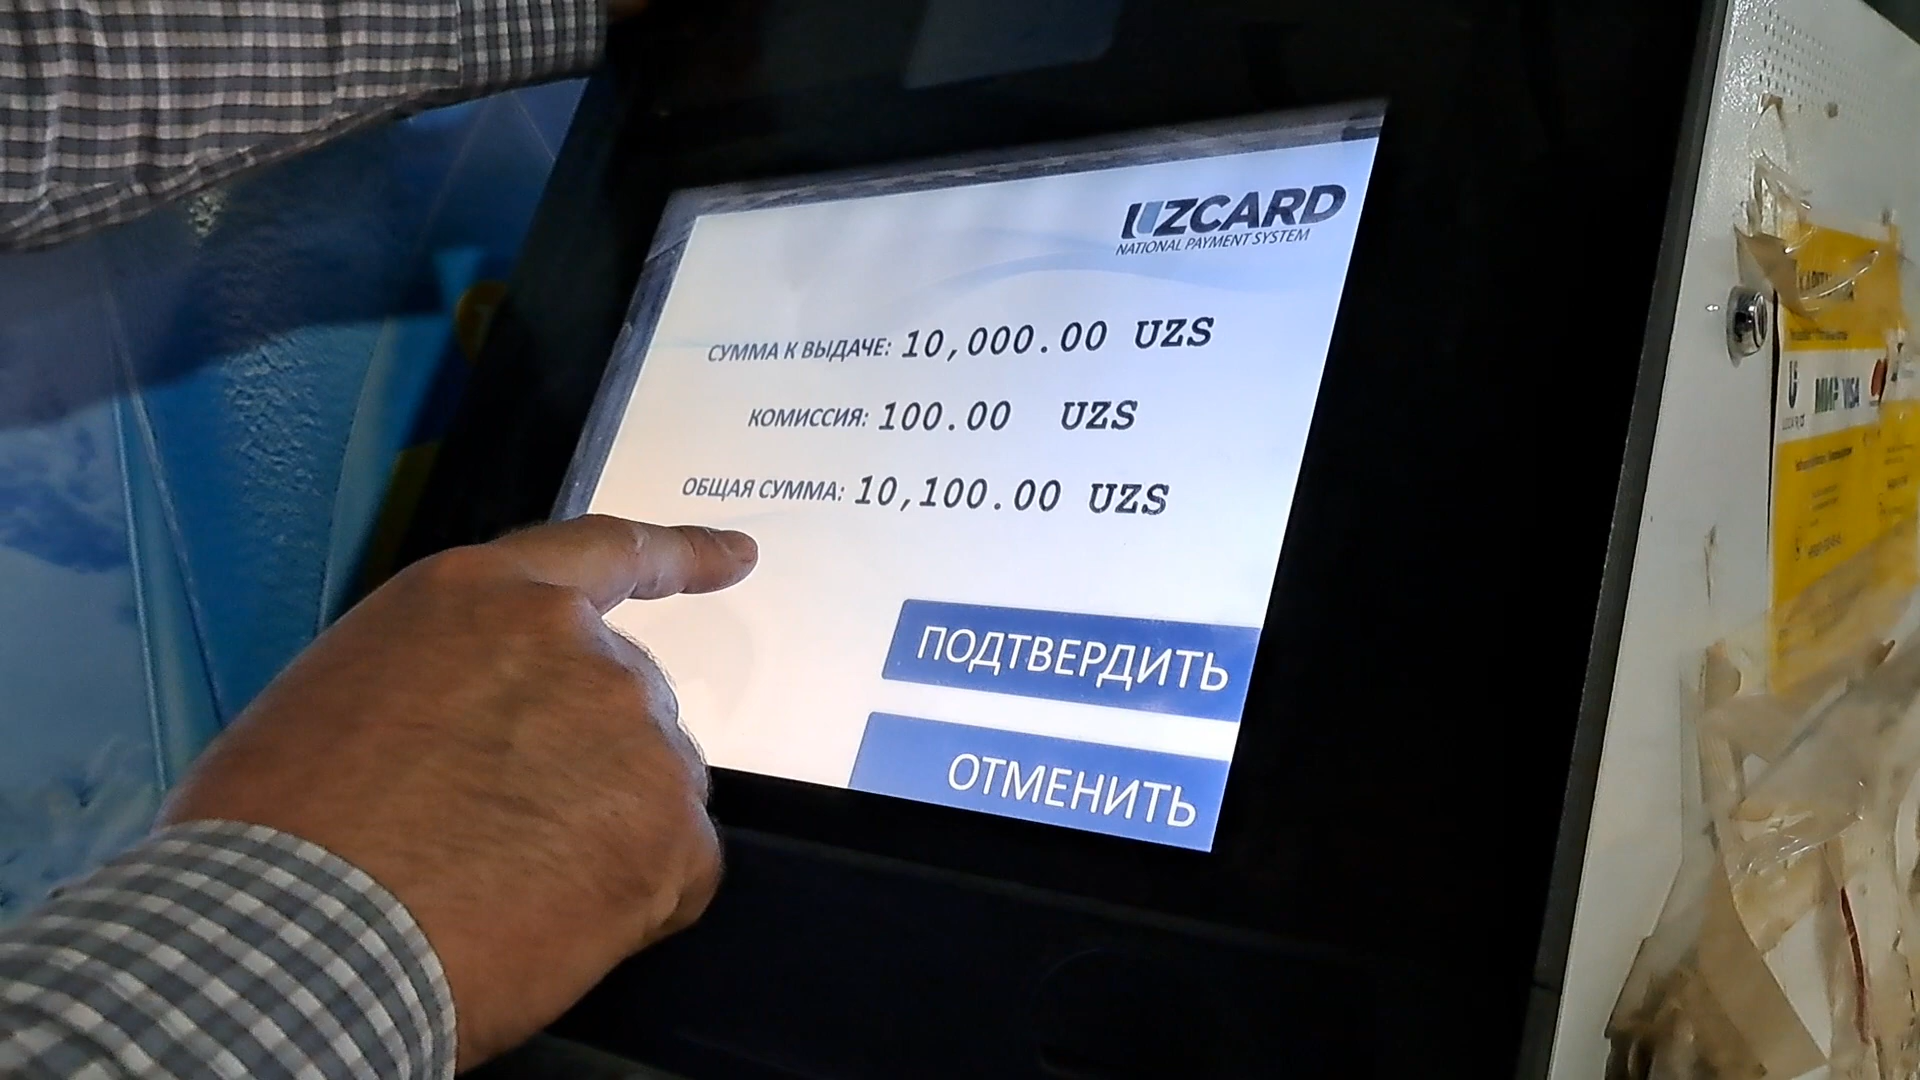 UZCARD
NATIONAL PAYMENT SYSTEM
СУММА К ВЫДАЧЕ: 10,000.00 UZS
КОМИССИЯ: 100.00 UZS
ОБЩАЯ СУММА: 10,100.00 UZS
ПОДТВЕРДИТЬ
ОТМЕНИТЬ
VISA